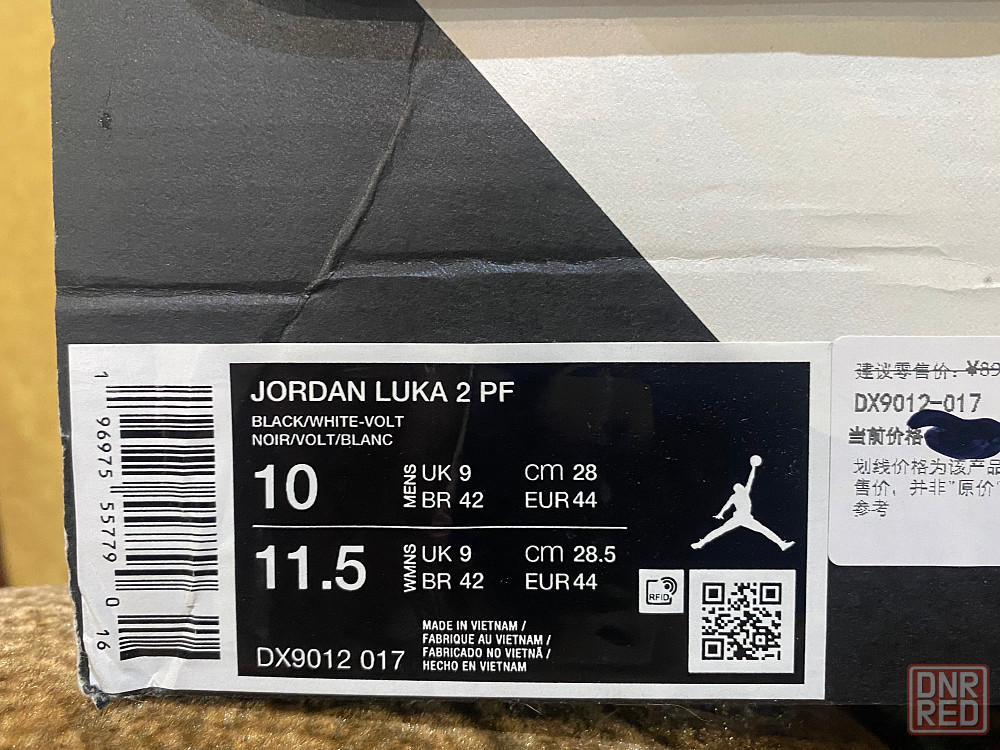 1 96975 55779 0 16
JORDAN LUKA 2 PF
BLACK/WHITE-VOLT
NOIR/VOLT/BLANC
10
MENS
UK 9
BR 42
cm 28
EUR 44
11.5
WMNS
UK 9
BR 42
cm 28.5
EUR 44
DX9012 017
MADE IN VIETNAM /
FABRIQUE AU VIETNAM /
FABRICADO NO VIETNÃ /
HECHO EN VIETNAM
RFID
建议零售价: ¥89
DX9012-017
当前价格
划线价格为该产品
售价, 并非"原价"
参考
DNR
RED